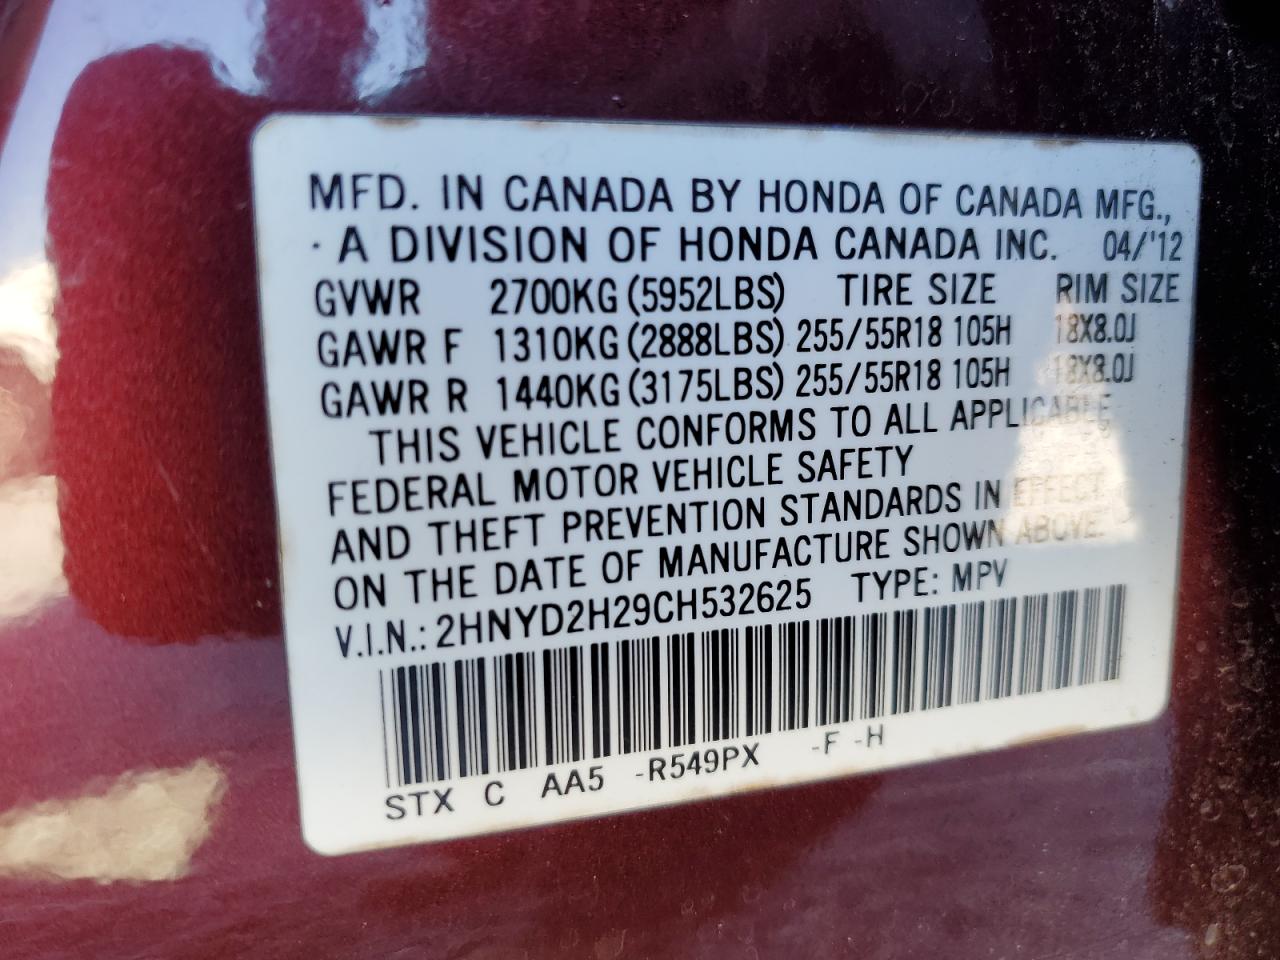 MFD. IN CANADA BY HONDA OF CANADA MFG.,
· A DIVISION OF HONDA CANADA INC. 04/'12
GVWR 2700KG (5952LBS) TIRE SIZE RIM SIZE
GAWR F 1310KG (2888LBS) 255/55R18 105H 18X8.0J
GAWR R 1440KG (3175LBS) 255/55R18 105H 18X8.0J
THIS VEHICLE CONFORMS TO ALL APPLICABLE
FEDERAL MOTOR VEHICLE SAFETY
AND THEFT PREVENTION STANDARDS IN EFFECT
ON THE DATE OF MANUFACTURE SHOWN ABOVE.
V.I.N.: 2HNYD2H29CH532625 TYPE: MPV
STX C AA5 -R549PX -F -H